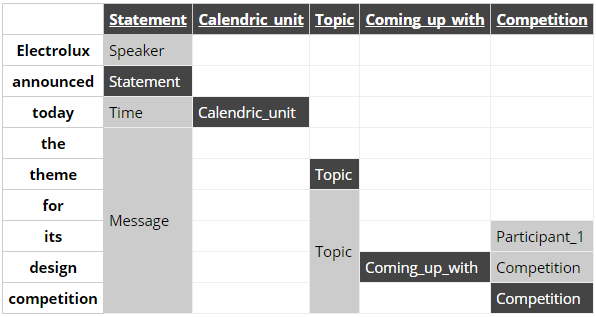 Statement Calendric unit Topic Coming up with Competition
Electrolux Speaker
announced Statement
today Time Calendric_unit
the
theme Topic
for
Message
its Participant_1
Topic
design Coming_up_with Competition
competition Competition